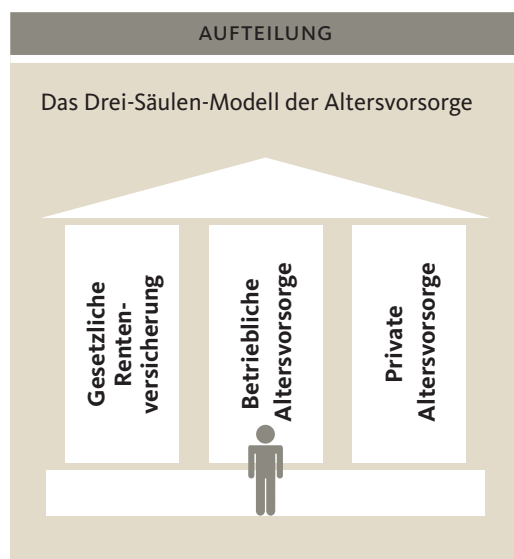 AUFTEILUNG
Das Drei-Säulen-Modell der Altersvorsorge
Gesetzliche
Renten-
versicherung
Betriebliche
Altersvorsorge
Private
Altersvorsorge